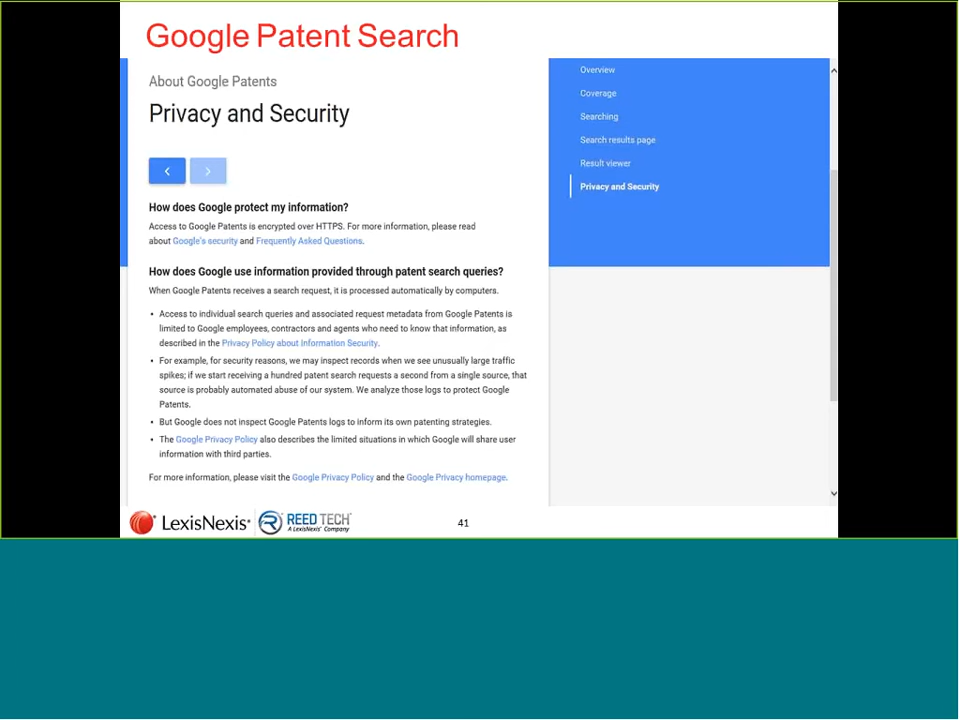 Google Patent Search
About Google Patents
Privacy and Security
How does Google protect my information?
Access to Google Patents is encrypted over HTTPS. For more information, please read
about Google's security and Frequently Asked Questions.
How does Google use information provided through patent search queries?
When Google Patents receives a search request, it is processed automatically by computers.
• Access to individual search queries and associated request metadata from Google Patents is
limited to Google employees, contractors and agents who need to know that information, as
described in the Privacy Policy about Information Security.
• For example, for security reasons, we may inspect records when we see unusually large traffic
spikes; if we start receiving a hundred patent search requests a second from a single source, that
source is probably automated abuse of our system. We analyze those logs to protect Google
Patents.
• But Google does not inspect Google Patents logs to inform its own patenting strategies.
• The Google Privacy Policy also describes the limited situations in which Google will share user
information with third parties.
For more information, please visit the Google Privacy Policy and the Google Privacy homepage.
Overview
Coverage
Searching
Search results page
Result viewer
Privacy and Security
LexisNexis®
REED TECH
A LexisNexis® Company
41